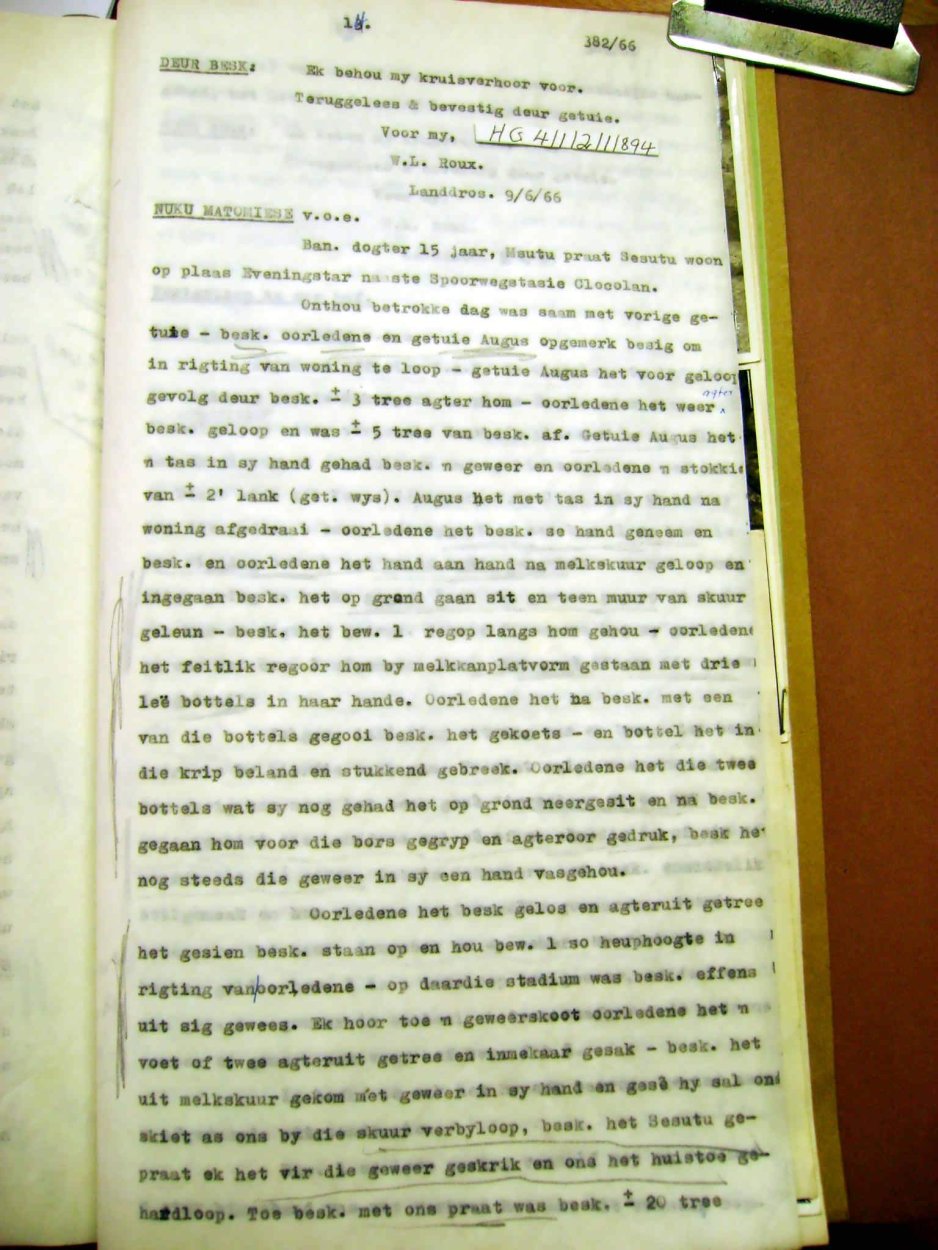 14.
382/66
DEUR BESK: Ek behou my kruisverhoor voor.
Teruggelees & bevestig deur getuie.
Voor my, HG 4/1/2/1/894
W.L. Roux.
Landdros. 9/6/66
NUKU MATOMIESE v.o.e.
Ban. dogter 15 jaar, Msutu praat Sesutu woon
op plaas Eveningstar naaste Spoorwegstasie Clocolan.
Onthou betrokke dag was saam met vorige ge-
tuie - besk. oorledene en getuie Augus opgemerk besig om
in rigting van woning te loop - getuie Augus het voor geloop
gevolg deur besk. ± 3 tree agter hom - oorledene het weer agter
besk. geloop en was ± 5 tree van besk. af. Getuie Augus het
'n tas in sy hand gehad besk. 'n geweer en oorledene 'n stokkie
van ± 2' lank (get. wys). Augus het met tas in sy hand na
woning afgedraai - oorledene het besk. se hand geneem en
besk. en oorledene het hand aan hand na melkskuur geloop en
ingegaan besk. het op grond gaan sit en teen muur van skuur
geleun - besk. het bew. 1 regop langs hom gehou - oorledene
het feitlik regoor hom by melkkanplatvorm gestaan met drie
leë bottels in haar hande. Oorledene het na besk. met een
van die bottels gegooi besk. het gekoets - en bottel het in
die krip beland en stukkend gebreek. Oorledene het die twee
bottels wat sy nog gehad het op grond neergesit en na besk.
gegaan hom voor die bors gegryp en agteroor gedruk, besk he
nog steeds die geweer in sy een hand vasgehou.
Oorledene het besk gelos en agteruit getree
het gesien besk. staan op en hou bew. 1 so heuphoogte in
rigting van/oorledene - op daardie stadium was besk. effens
uit sig gewees. Ek hoor toe 'n geweerskoot oorledene het 'n
voet of twee agteruit getree en inmekaar gesak - besk. het
uit melkskuur gekom met geweer in sy hand en gesê hy sal ons
skiet as ons by die skuur verbyloop, besk. het Sesutu ge-
praat ek het vir die geweer geskrik en ons het huistoe ge-
hardloop. Toe besk. met ons praat was besk. ± 20 tree